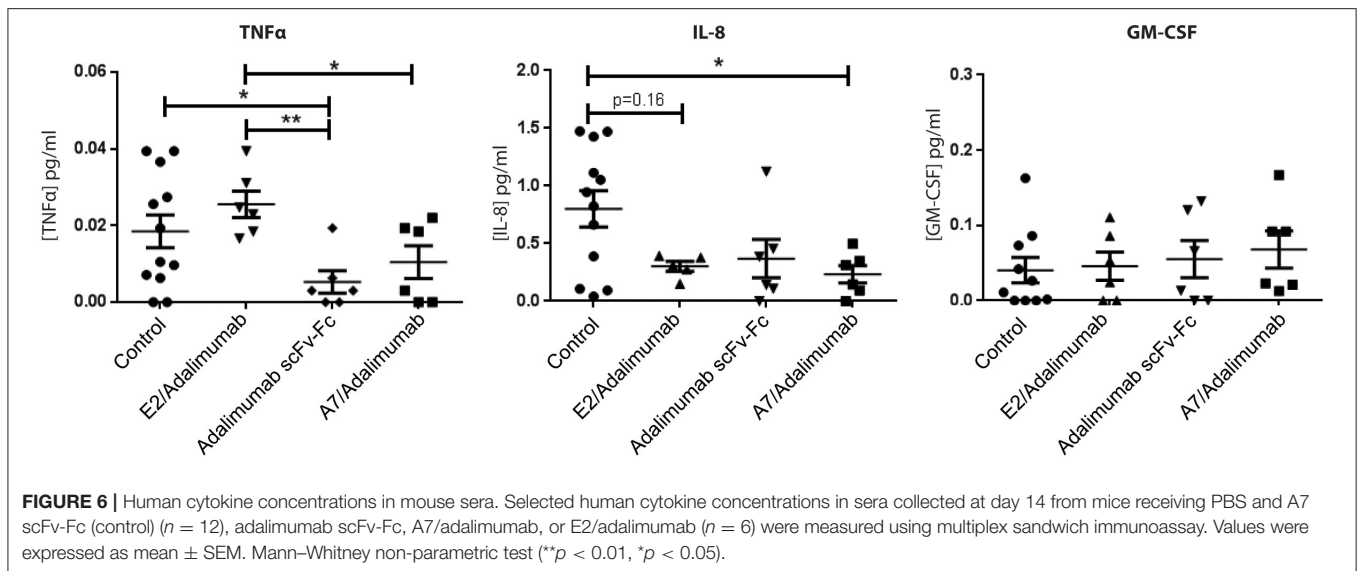 TNFα
[TNFα] pg/ml
0.06
0.04
0.02
0.00
*
*
**
Control
E2/Adalimumab
Adalimumab scFv-Fc
A7/Adalimumab
IL-8
[IL-8] pg/ml
2.0
1.5
1.0
0.5
0.0
*
p=0.16
Control
E2/Adalimumab
Adalimumab scFv-Fc
A7/Adalimumab
GM-CSF
[GM-CSF] pg/ml
0.3
0.2
0.1
0.0
Control
E2/Adalimumab
Adalimumab scFv-Fc
A7/Adalimumab
FIGURE 6 | Human cytokine concentrations in mouse sera. Selected human cytokine concentrations in sera collected at day 14 from mice receiving PBS and A7
scFv-Fc (control) (n = 12), adalimumab scFv-Fc, A7/adalimumab, or E2/adalimumab (n = 6) were measured using multiplex sandwich immunoassay. Values were
expressed as mean ± SEM. Mann–Whitney non-parametric test (**p < 0.01, *p < 0.05).